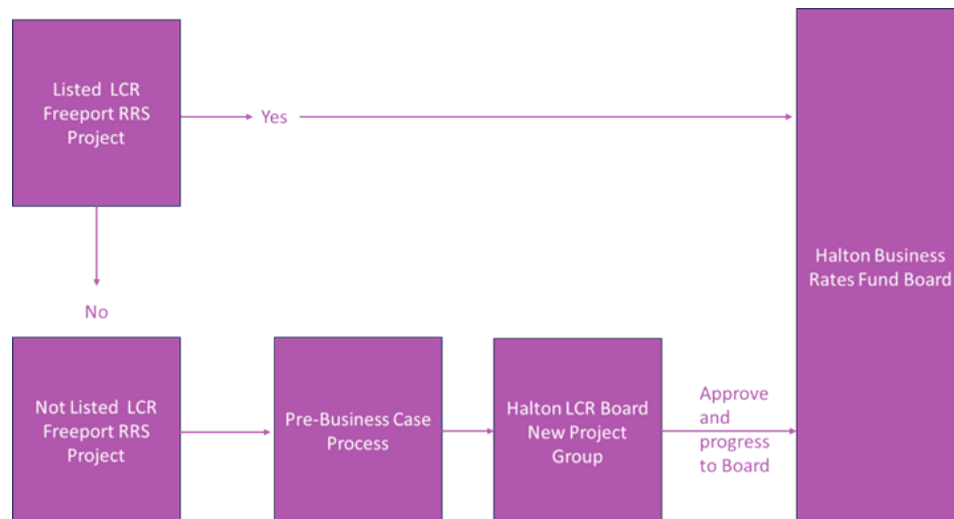 Listed LCR
Freeport RRS
Project
Yes
Halton Business
Rates Fund Board
No
Not Listed LCR
Freeport RRS
Project
Pre-Business Case
Process
Halton LCR Board
New Project
Group
Approve
and
progress
to Board